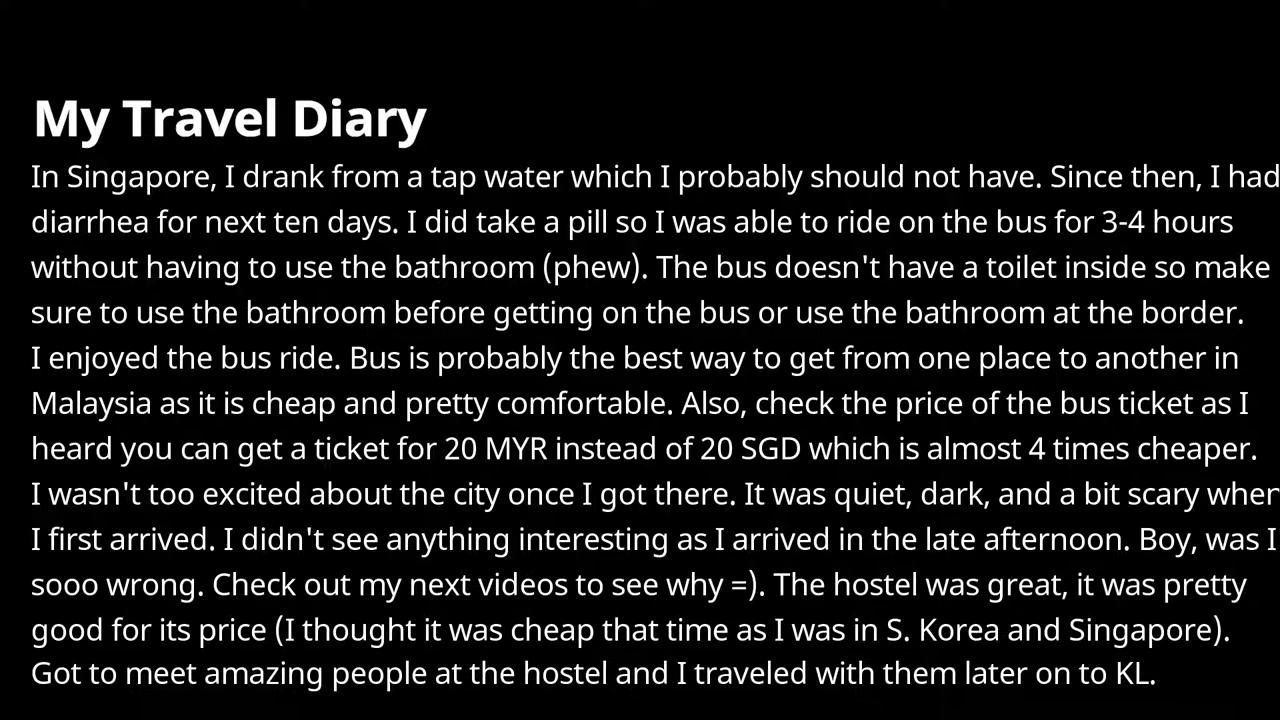 My Travel Diary
In Singapore, I drank from a tap water which I probably should not have. Since then, I had
diarrhea for next ten days. I did take a pill so I was able to ride on the bus for 3-4 hours
without having to use the bathroom (phew). The bus doesn't have a toilet inside so make
sure to use the bathroom before getting on the bus or use the bathroom at the border.
I enjoyed the bus ride. Bus is probably the best way to get from one place to another in
Malaysia as it is cheap and pretty comfortable. Also, check the price of the bus ticket as I
heard you can get a ticket for 20 MYR instead of 20 SGD which is almost 4 times cheaper.
I wasn't too excited about the city once I got there. It was quiet, dark, and a bit scary when
I first arrived. I didn't see anything interesting as I arrived in the late afternoon. Boy, was I
sooo wrong. Check out my next videos to see why =). The hostel was great, it was pretty
good for its price (I thought it was cheap that time as I was in S. Korea and Singapore).
Got to meet amazing people at the hostel and I traveled with them later on to KL.